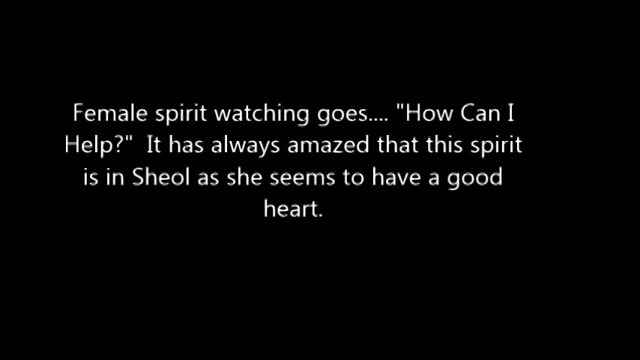 Female spirit watching goes.... "How Can I
Help?"  It has always amazed that this spirit
is in Sheol as she seems to have a good
heart.